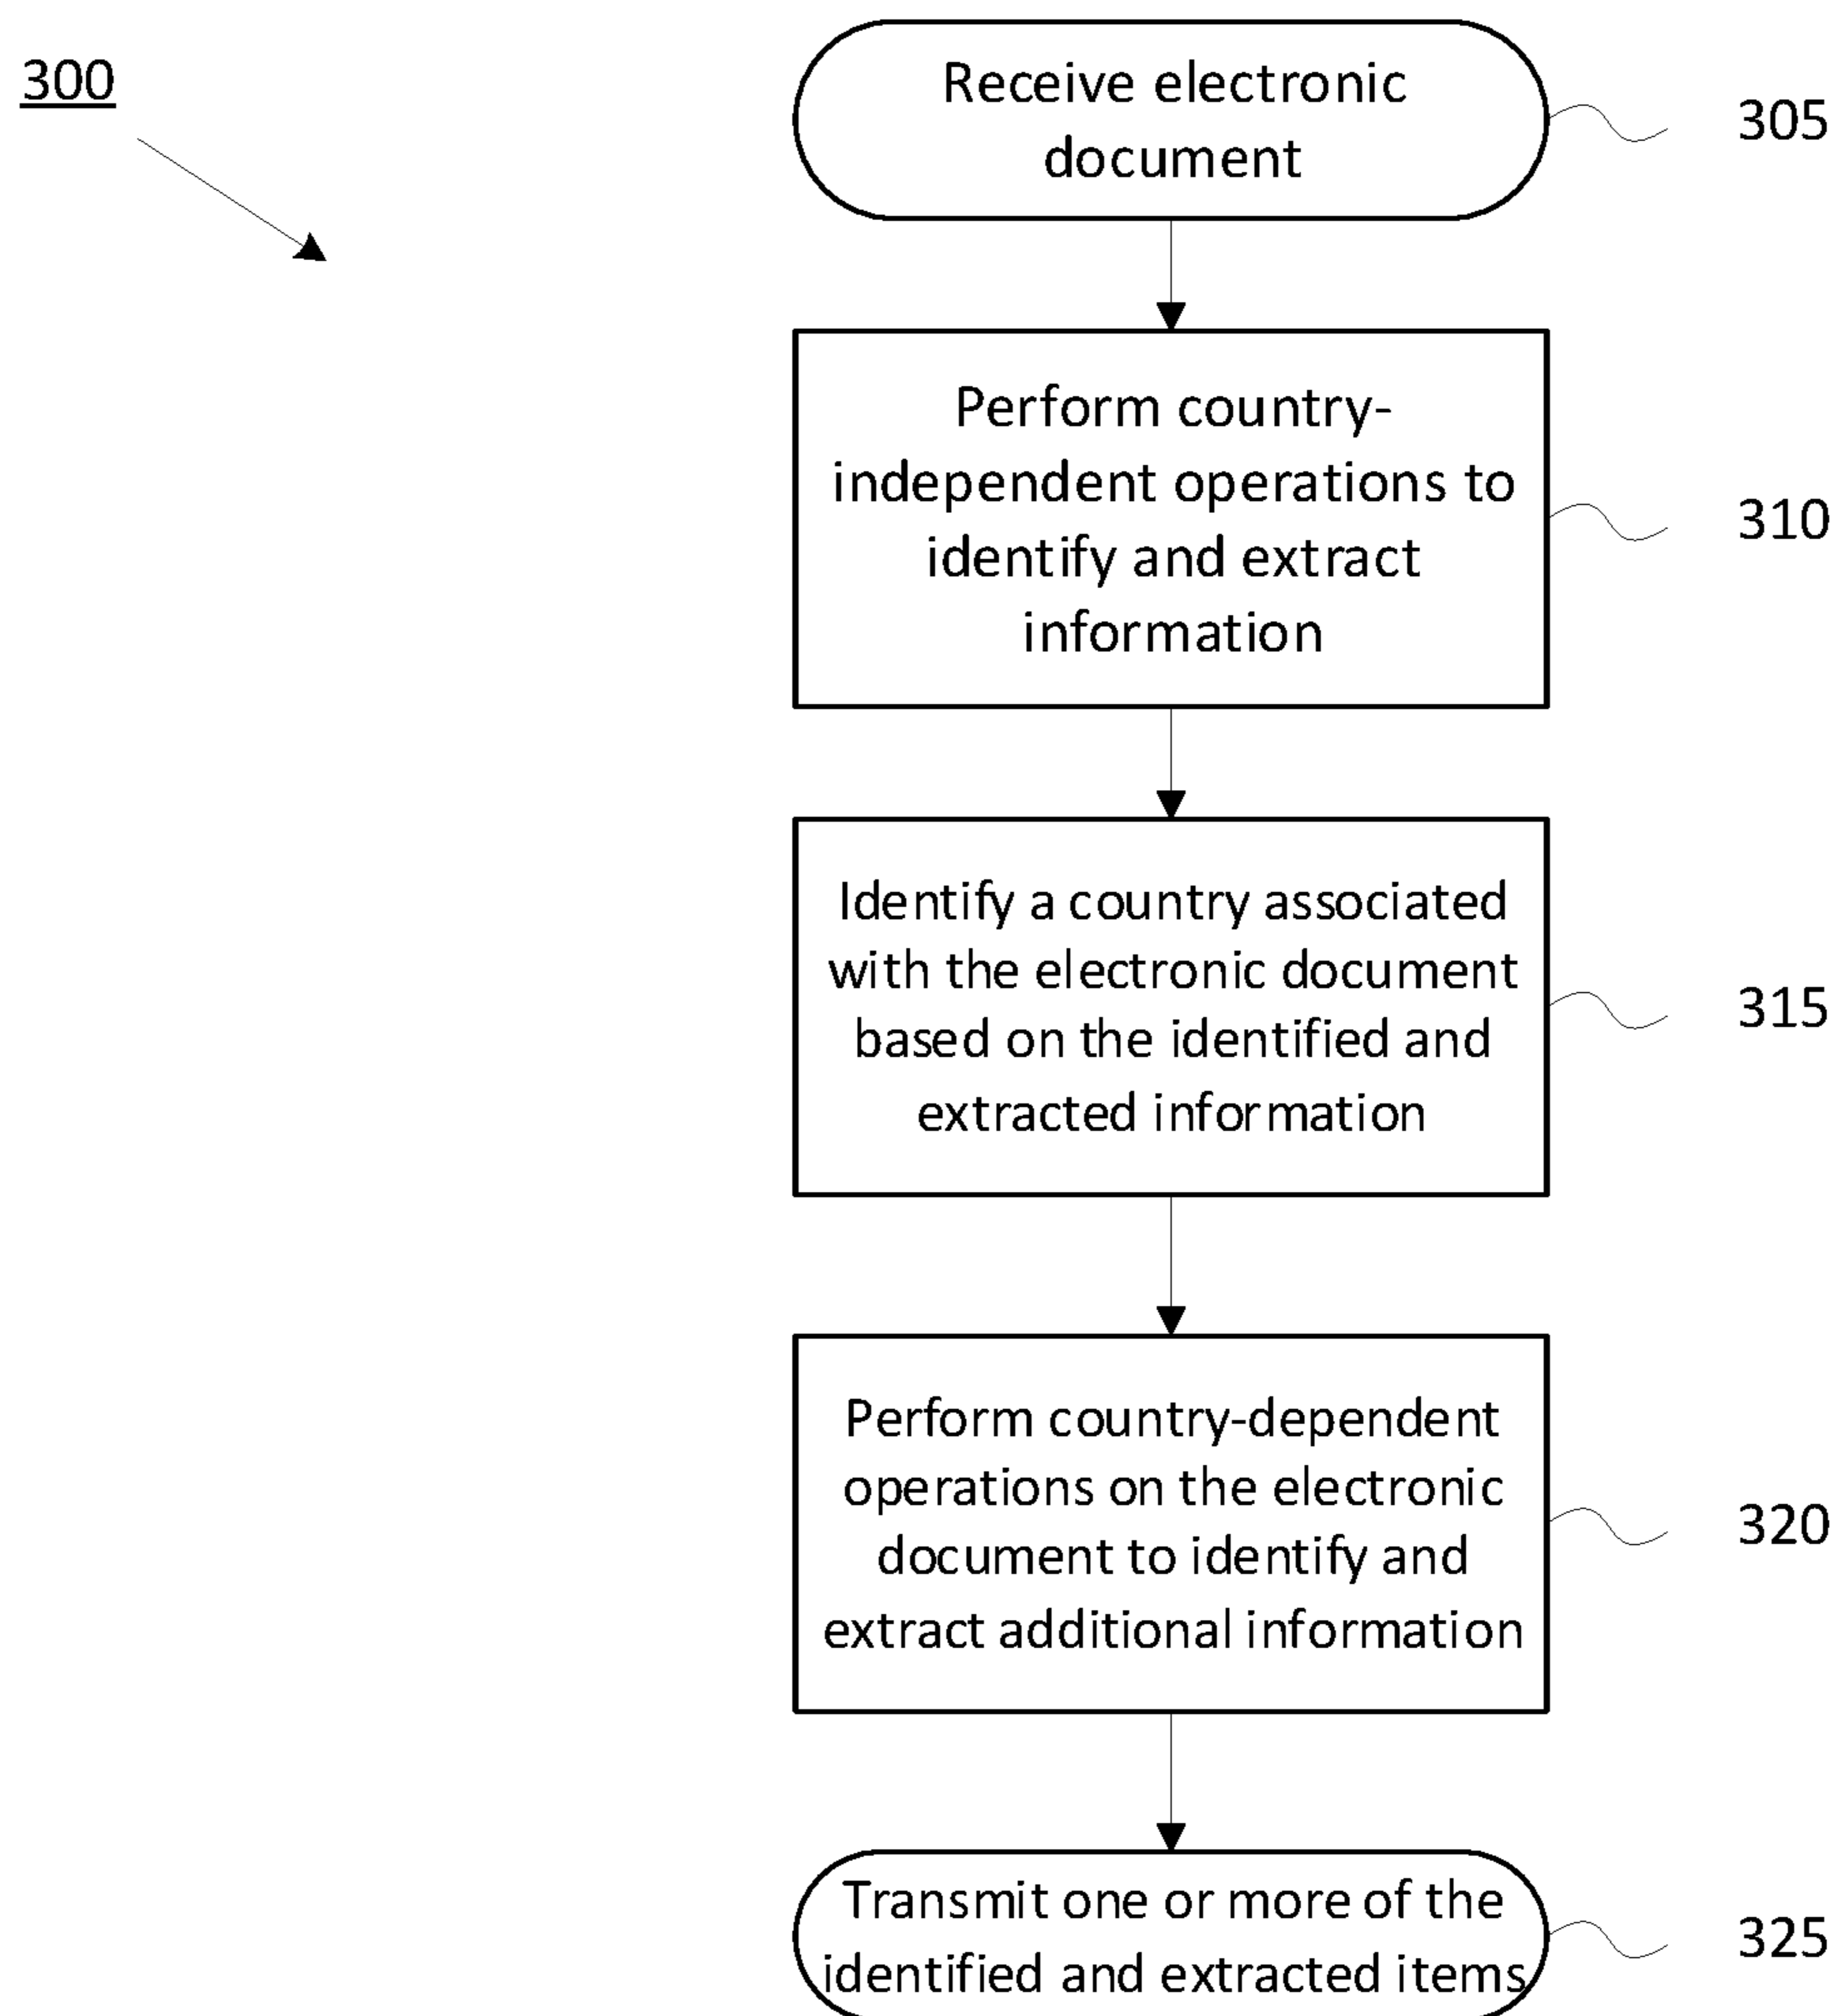 300
Receive electronic
document
305
Perform country-
independent operations to
identify and extract
information
310
Identify a country associated
with the electronic document
based on the identified and
extracted information
315
Perform country-dependent
operations on the electronic
document to identify and
extract additional information
320
Transmit one or more of the
identified and extracted items
325